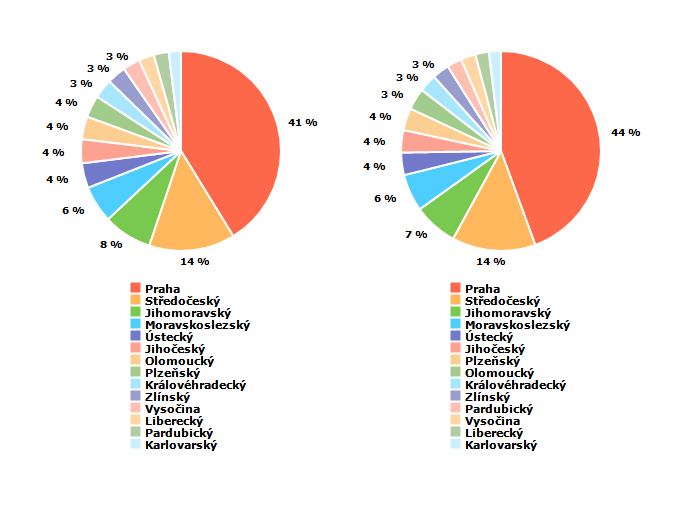 3 %
3 %
3 %
4 %
4 %
4 %
4 %
6 %
8 %
14 %
41 %
Praha
Středočeský
Jihomoravský
Moravskoslezský
Ústecký
Jihočeský
Olomoucký
Plzeňský
Královéhradecký
Zlínský
Vysočina
Liberecký
Pardubický
Karlovarský
3 %
3 %
3 %
4 %
4 %
4 %
6 %
7 %
14 %
44 %
Praha
Středočeský
Jihomoravský
Moravskoslezský
Ústecký
Jihočeský
Plzeňský
Olomoucký
Královéhradecký
Zlínský
Pardubický
Vysočina
Liberecký
Karlovarský